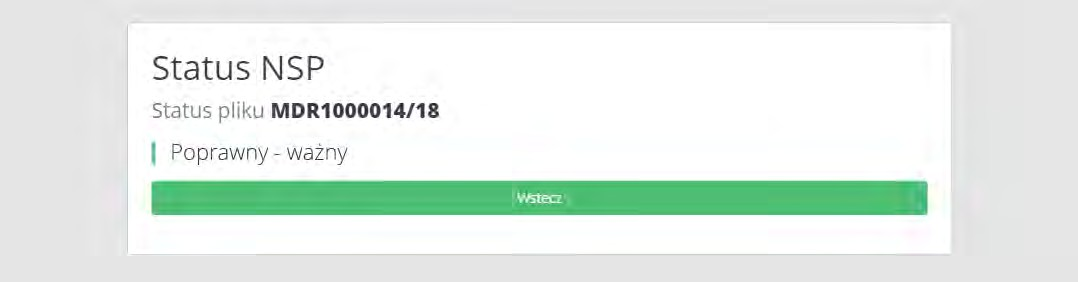 Status NSP
Status pliku MDR1000014/18
Poprawny - ważny
Wstecz